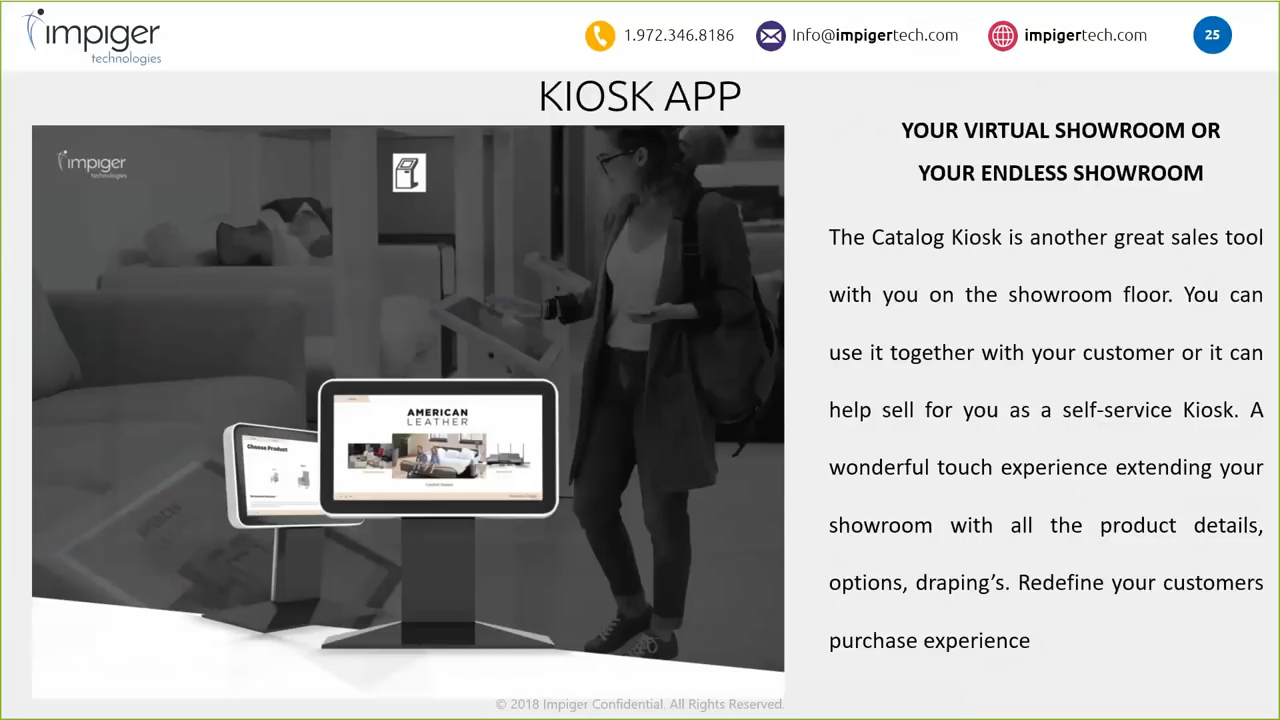 impiger
technologies
1.972.346.8186
Info@impigertech.com
impigertech.com
25
KIOSK APP
impiger
technologies
AMERICAN
LEATHER
Choose Product
YOUR VIRTUAL SHOWROOM OR
YOUR ENDLESS SHOWROOM
The Catalog Kiosk is another great sales tool
with you on the showroom floor. You can
use it together with your customer or it can
help sell for you as a self-service Kiosk. A
wonderful touch experience extending your
showroom with all the product details,
options, draping’s. Redefine your customers
purchase experience
© 2018 Impiger Confidential. All Rights Reserved.